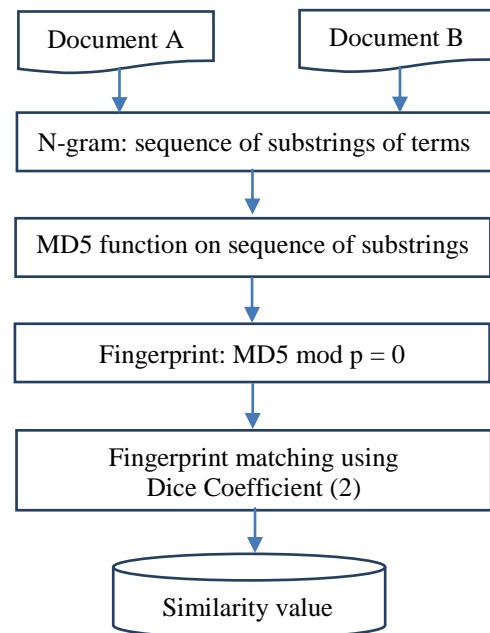 Document A
Document B
N-gram: sequence of substrings of terms
MD5 function on sequence of substrings
Fingerprint: MD5 mod p = 0
Fingerprint matching using
Dice Coefficient (2)
Similarity value